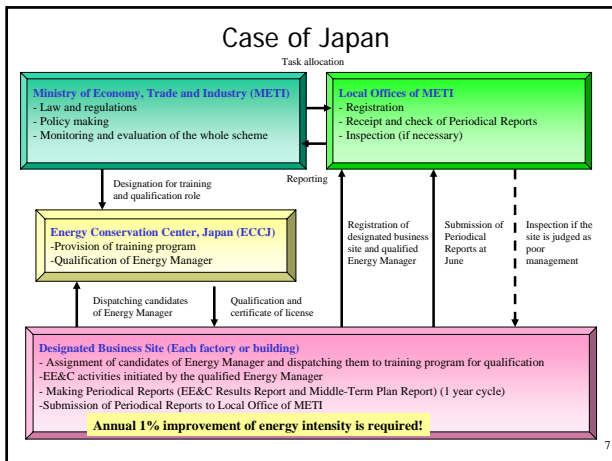 Case of Japan
Task allocation
Ministry of Economy, Trade and Industry (METI)
- Law and regulations
- Policy making
- Monitoring and evaluation of the whole scheme
Local Offices of METI
- Registration
- Receipt and check of Periodical Reports
- Inspection (if necessary)
Reporting
Designation for training
and qualification role
Energy Conservation Center, Japan (ECCJ)
-Provision of training program
-Qualification of Energy Manager
Registration of
designated business
site and qualified
Energy Manager
Submission of
Periodical
Reports at
June
Inspection if the
site is judged as
poor
management
Dispatching candidates
of Energy Manager
Qualification and
certificate of license
Designated Business Site (Each factory or building)
- Assignment of candidates of Energy Manager and dispatching them to training program for qualification
-EE&C activities initiated by the qualified Energy Manager
- Making Periodical Reports (EE&C Results Report and Middle-Term Plan Report) (1 year cycle)
-Submission of Periodical Reports to Local Office of METI
Annual 1% improvement of energy intensity is required!
7